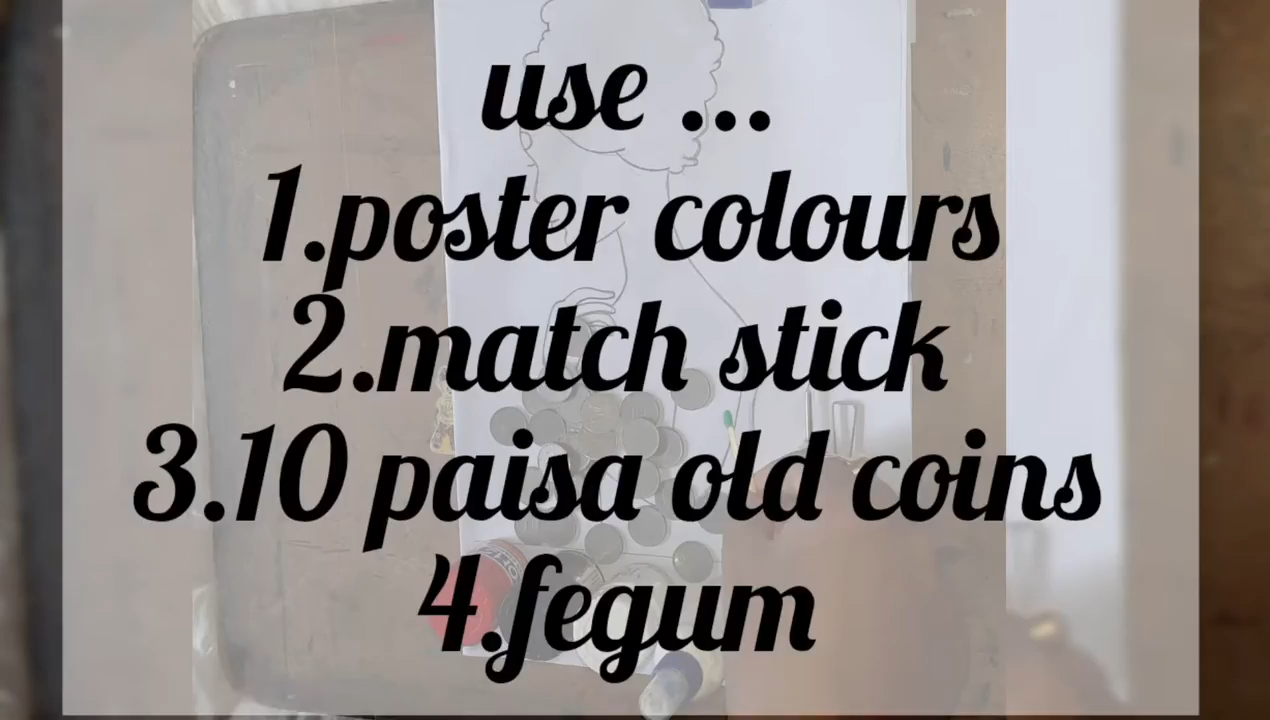 use ...
1.poster colours
2.match stick
3.10 paisa old coins
4.fegum